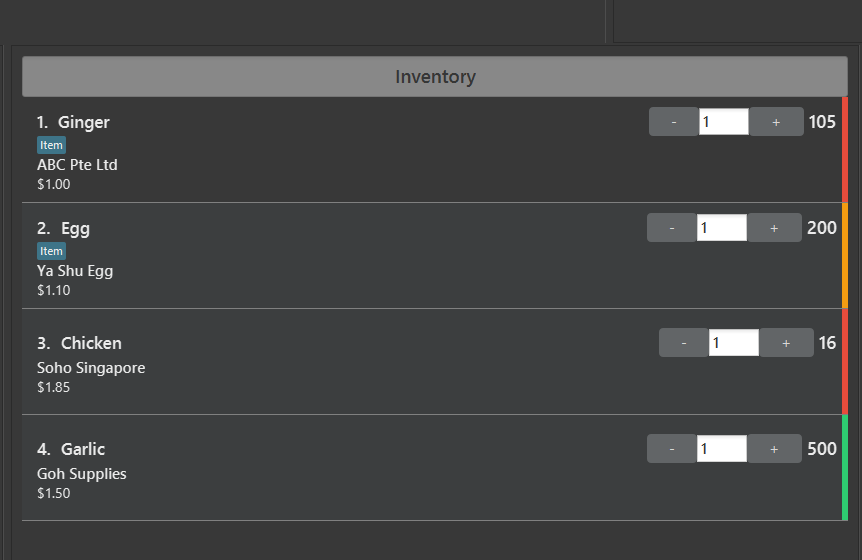 Inventory
1. Ginger - 1 + 105
Item
ABC Pte Ltd
$1.00
2. Egg - 1 + 200
Item
Ya Shu Egg
$1.10
3. Chicken - 1 + 16
Soho Singapore
$1.85
4. Garlic - 1 + 500
Goh Supplies
$1.50